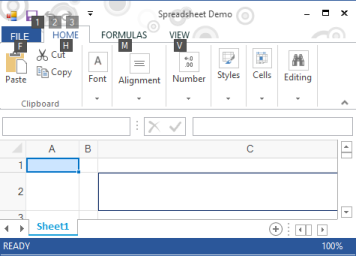 Spreadsheet Demo
1 2 3
FILE HOME FORMULAS VIEW
F H M V
Paste Cut Copy
Clipboard
A
Font
Alignment
Number
Styles
Cells
Editing
A B C
1
2
3
Sheet1
READY 100%